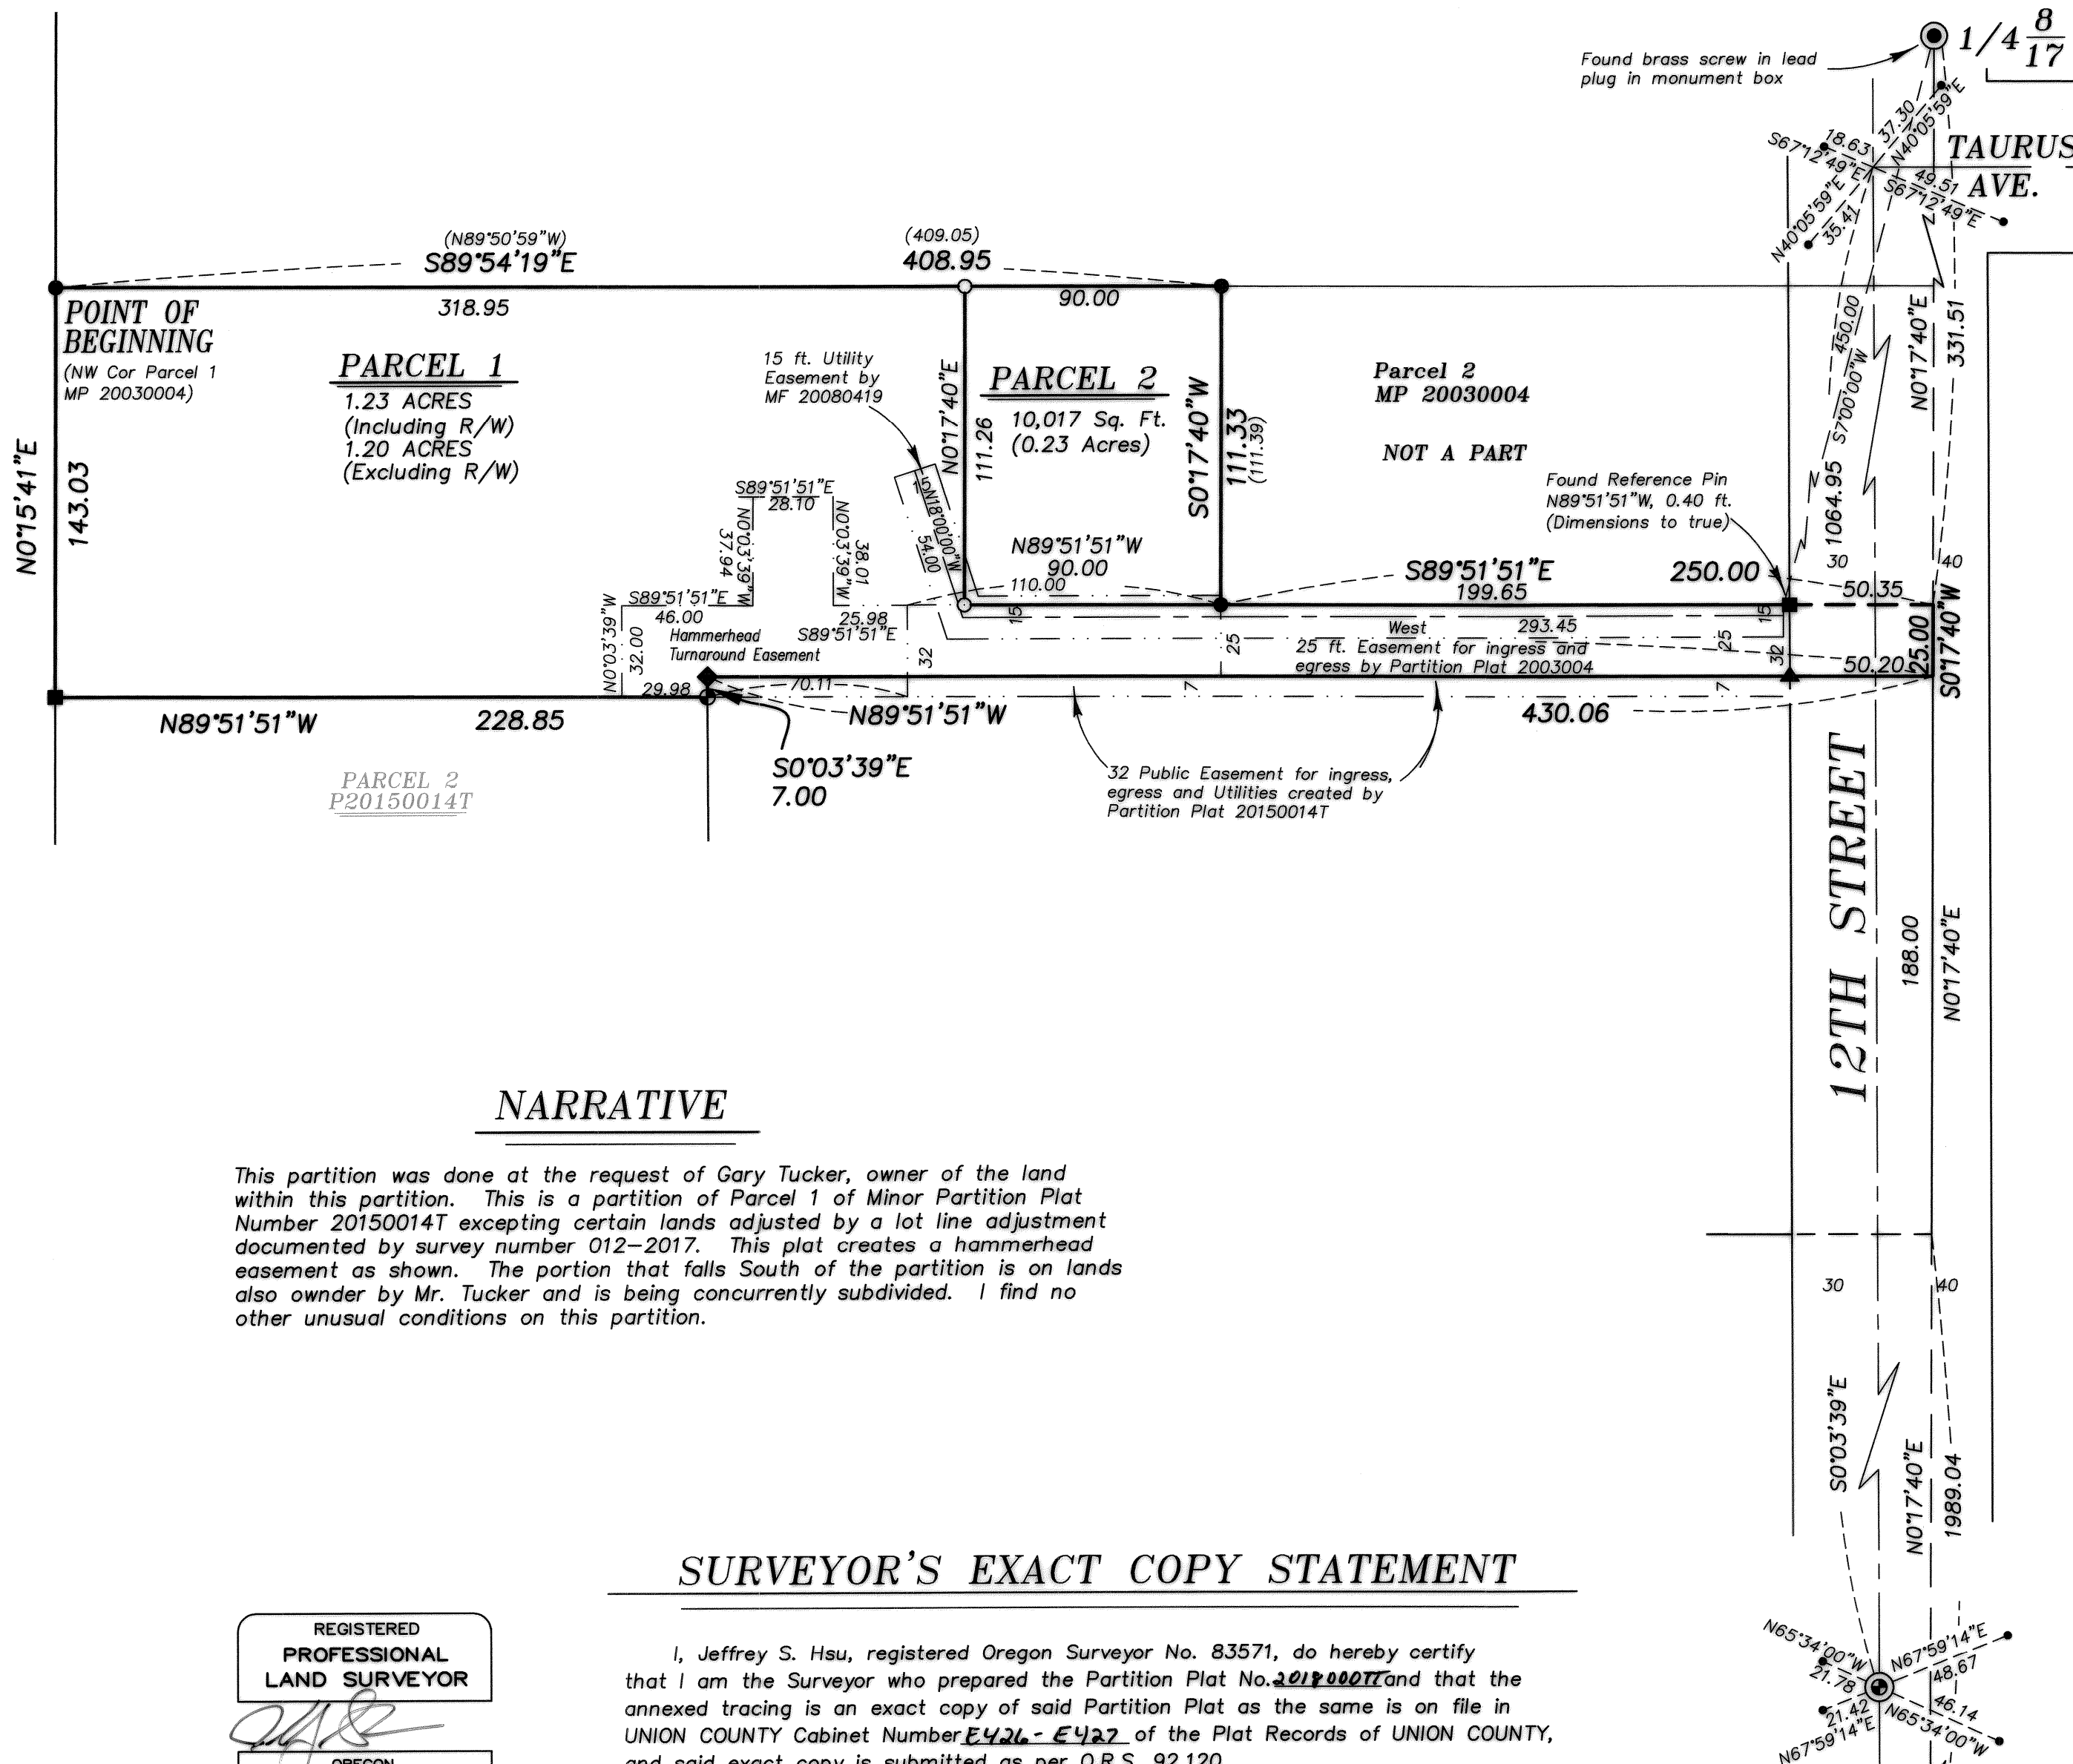 Found brass screw in lead
plug in monument box
1/4 8/17
18.63
S67°12'49"E
37.30
N40°05'59"E
TAURUS
AVE.
49.51
S67°12'49"E
N40°05'59"E
35.41
(N89°50'59"W)
S89°54'19"E
318.95
(409.05)
408.95
90.00
POINT OF
BEGINNING
(NW Cor Parcel 1
MP 20030004)
N0°15'41"E
143.03
PARCEL 1
1.23 ACRES
(Including R/W)
1.20 ACRES
(Excluding R/W)
15 ft. Utility
Easement by
MF 20080419
N0°17'40"E
111.26
PARCEL 2
10,017 Sq. Ft.
(0.23 Acres)
S0°17'40"W
111.33
(111.39)
Parcel 2
MP 20030004
NOT A PART
Found Reference Pin
N89°51'51"W, 0.40 ft.
(Dimensions to true)
450.00
S7°00'00"W
1064.95
N0°17'40"E
331.51
30
40
S89°51'51"E
28.10
N0°03'39"W
37.94
N0°03'39"W
38.01
15
N18°00'00"W
54.00
N89°51'51"W
90.00
110.00
S89°51'51"E
199.65
250.00
50.35
S89°51'51"E
46.00
N0°03'39"W
32.00
Hammerhead
Turnaround Easement
25.98
S89°51'51"E
32
15
25
West
293.45
25 ft. Easement for ingress and
egress by Partition Plat 2003004
25
15
32
50.20
25.00
S0°17'40"W
29.98
70.11
7
7
N89°51'51"W
228.85
N89°51'51"W
430.06
S0°03'39"E
7.00
PARCEL 2
P20150014T
32 Public Easement for ingress,
egress and Utilities created by
Partition Plat 20150014T
12TH STREET
188.00
N0°17'40"E
30
40
S0°03'39"E
N0°17'40"E
1989.04
NARRATIVE
This partition was done at the request of Gary Tucker, owner of the land
within this partition. This is a partition of Parcel 1 of Minor Partition Plat
Number 20150014T excepting certain lands adjusted by a lot line adjustment
documented by survey number 012-2017. This plat creates a hammerhead
easement as shown. The portion that falls South of the partition is on lands
also ownder by Mr. Tucker and is being concurrently subdivided. I find no
other unusual conditions on this partition.
SURVEYOR'S EXACT COPY STATEMENT
I, Jeffrey S. Hsu, registered Oregon Surveyor No. 83571, do hereby certify
that I am the Surveyor who prepared the Partition Plat No. and that the
annexed tracing is an exact copy of said Partition Plat as the same is on file in
UNION COUNTY Cabinet Number E426 - E427 of the Plat Records of UNION COUNTY,
and said exact copy is submitted as per O.R.S. 92.120
REGISTERED
PROFESSIONAL
LAND SURVEYOR
OREGON
N65°34'00"W
21.78
N67°59'14"E
48.67
21.42
N67°59'14"E
46.14
N65°34'00"W